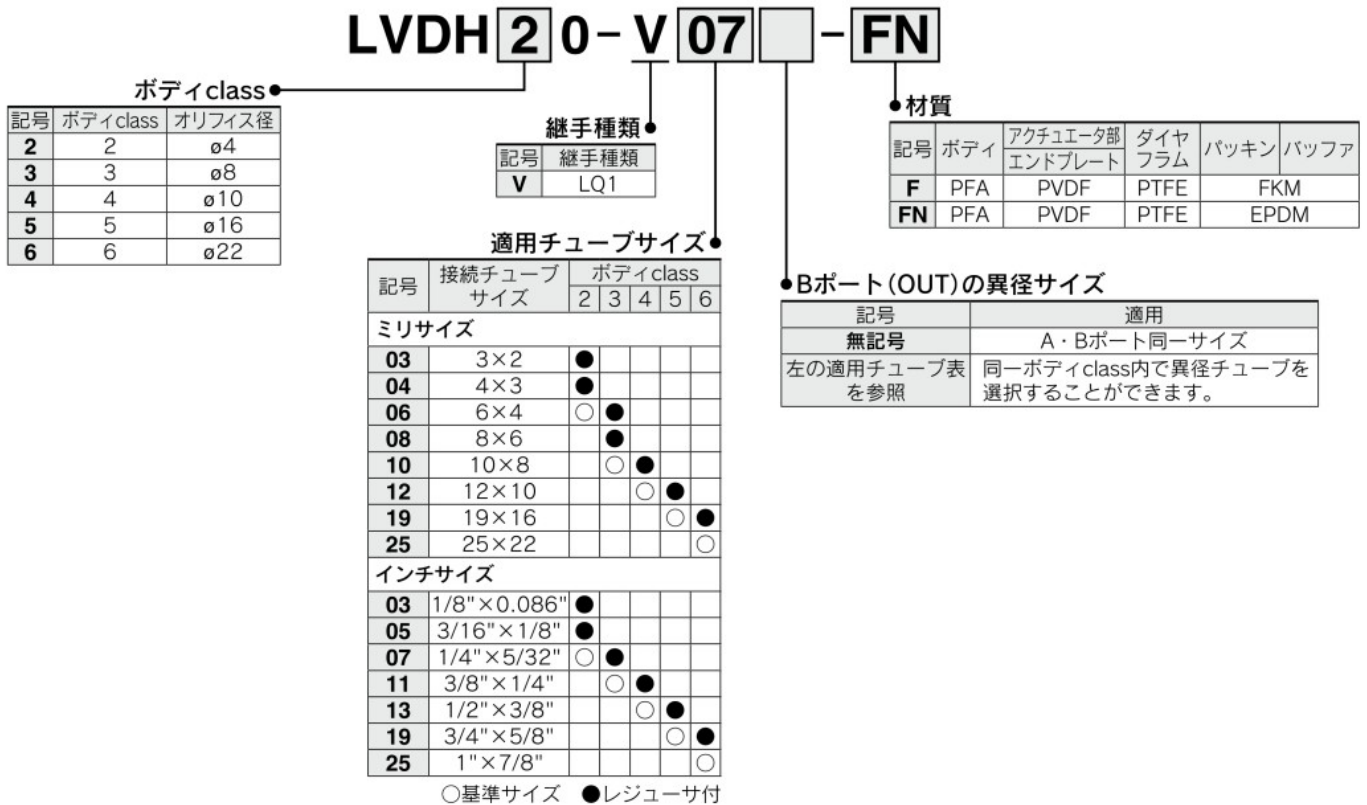 LVDH20-V07 -FN
ボディclass
記号 ボディclass オリフィス径
2 2 ø4
3 3 ø8
4 4 ø10
5 5 ø16
6 6 ø22
継手種類
記号 継手種類
V LQ1
材質
記号 ボディ アクチュエータ部 ダイヤ パッキン バッファ
エンドプレート フラム
F PFA PVDF PTFE FKM
FN PFA PVDF PTFE EPDM
適用チューブサイズ
記号 接続チューブ ボディclass
サイズ 2 3 4 5 6
ミリサイズ
03 3×2 ●
04 4×3 ●
06 6×4 ○ ●
08 8×6 ●
10 10×8 ○ ●
12 12×10 ○ ●
19 19×16 ○ ●
25 25×22 ○
インチサイズ
03 1/8"×0.086" ●
05 3/16"×1/8" ●
07 1/4"×5/32" ○ ●
11 3/8"×1/4" ○ ●
13 1/2"×3/8" ○ ●
19 3/4"×5/8" ○ ●
25 1"×7/8" ○
○基準サイズ ●レジューサ付
Bポート(OUT)の異径サイズ
記号 適用
無記号 A・Bポート同一サイズ
左の適用チューブ表 同一ボディclass内で異径チューブを
を参照 選択することができます。